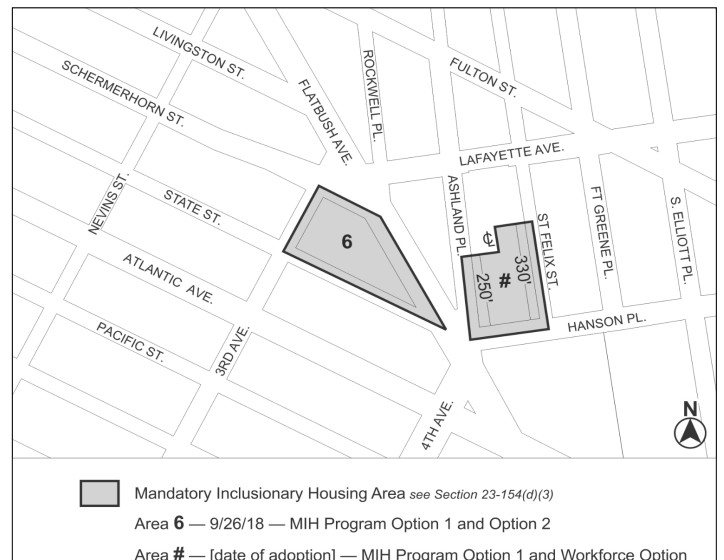 LIVINGSTON ST.
SCHERMERHORN ST.
FLATBUSH AVE.
ROCKWELL PL.
FULTON ST.
LAFAYETTE AVE.
NEVINS ST.
STATE ST.
ASHLAND PL.
ST FELIX ST.
FT GREENE PL.
S. ELLIOTT PL.
6
℄
330'
#
250'
ATLANTIC AVE.
PACIFIC ST.
3RD AVE.
HANSON PL.
4TH AVE.
N
Mandatory Inclusionary Housing Area see Section 23-154(d)(3)
Area 6 — 9/26/18 — MIH Program Option 1 and Option 2
Area # — [date of adoption] — MIH Program Option 1 and Workforce Option